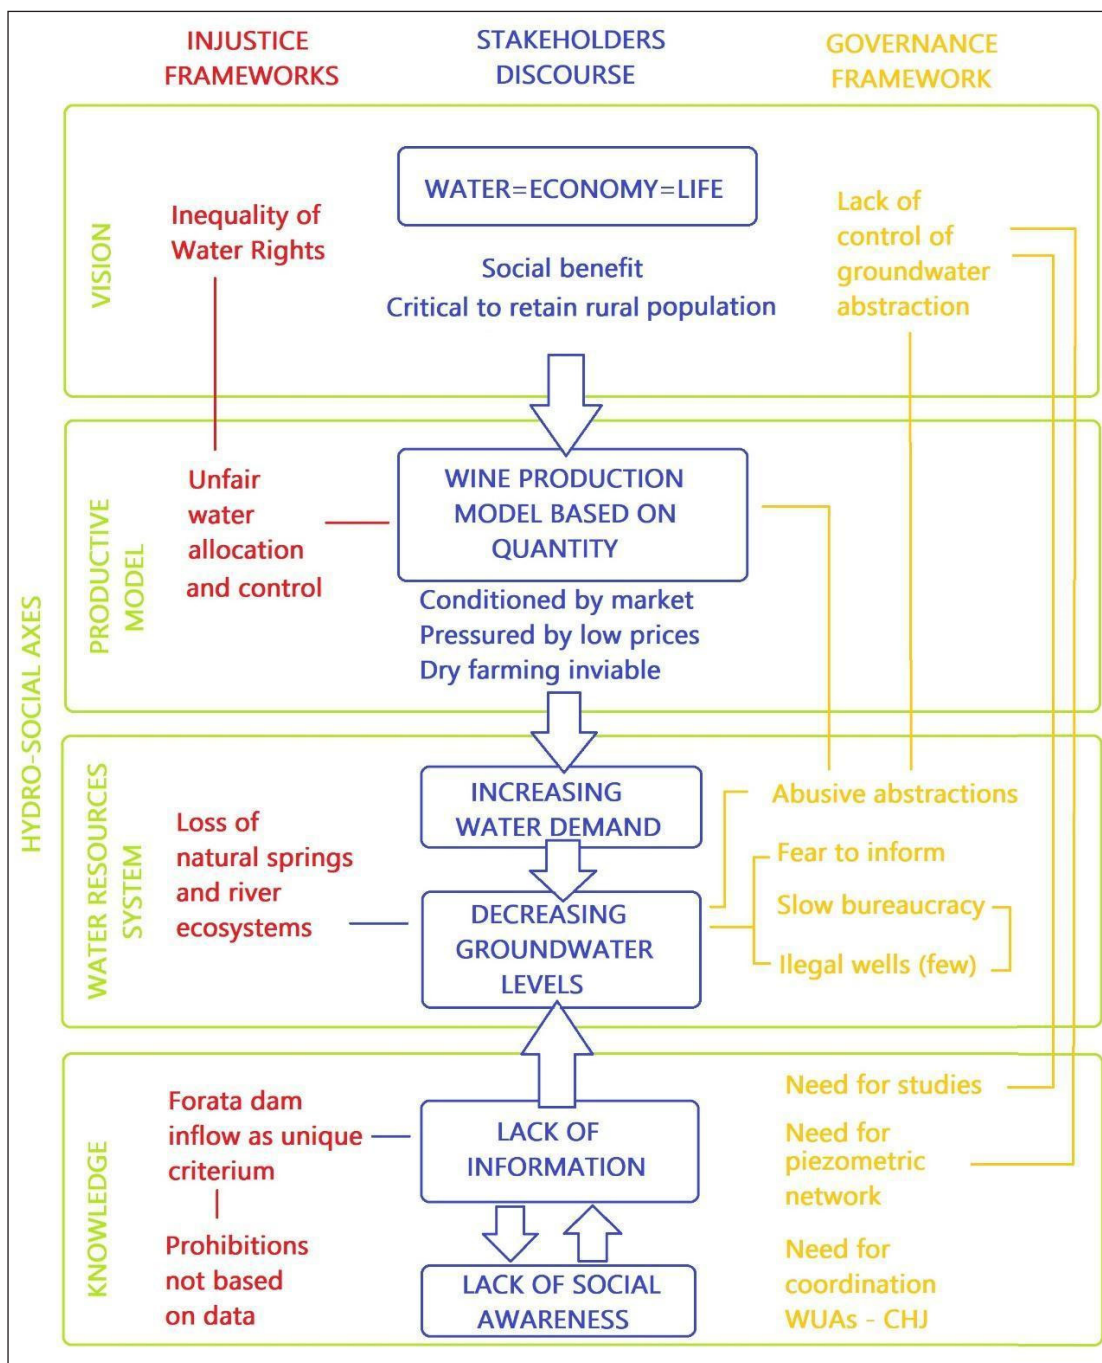 INJUSTICE
FRAMEWORKS
STAKEHOLDERS
DISCOURSE
GOVERNANCE
FRAMEWORK
HYDRO-SOCIAL AXES
VISION
Inequality of
Water Rights
WATER=ECONOMY=LIFE
Social benefit
Critical to retain rural population
Lack of
control of
groundwater
abstraction
PRODUCTIVE
MODEL
Unfair
water
allocation
and control
WINE PRODUCTION
MODEL BASED ON
QUANTITY
Conditioned by market
Pressured by low prices
Dry farming inviable
WATER RESOURCES
SYSTEM
Loss of
natural springs
and river
ecosystems
INCREASING
WATER DEMAND
DECREASING
GROUNDWATER
LEVELS
Abusive abstractions
Fear to inform
Slow bureaucracy
Ilegal wells (few)
KNOWLEDGE
Forata dam
inflow as unique
criterium
Prohibitions
not based
on data
LACK OF
INFORMATION
LACK OF SOCIAL
AWARENESS
Need for studies
Need for
piezometric
network
Need for
coordination
WUAs - CHJ